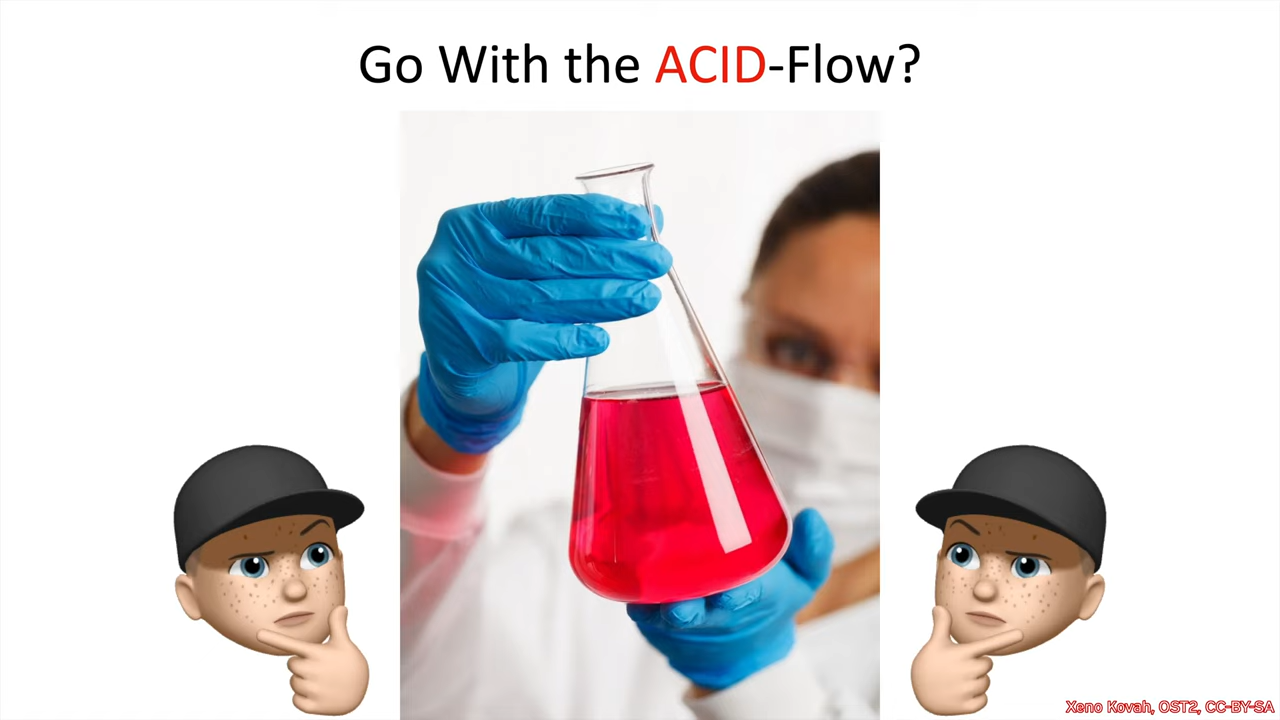 Go With the ACID-Flow?
Xeno Kovah, OST2, CC-BY-SA